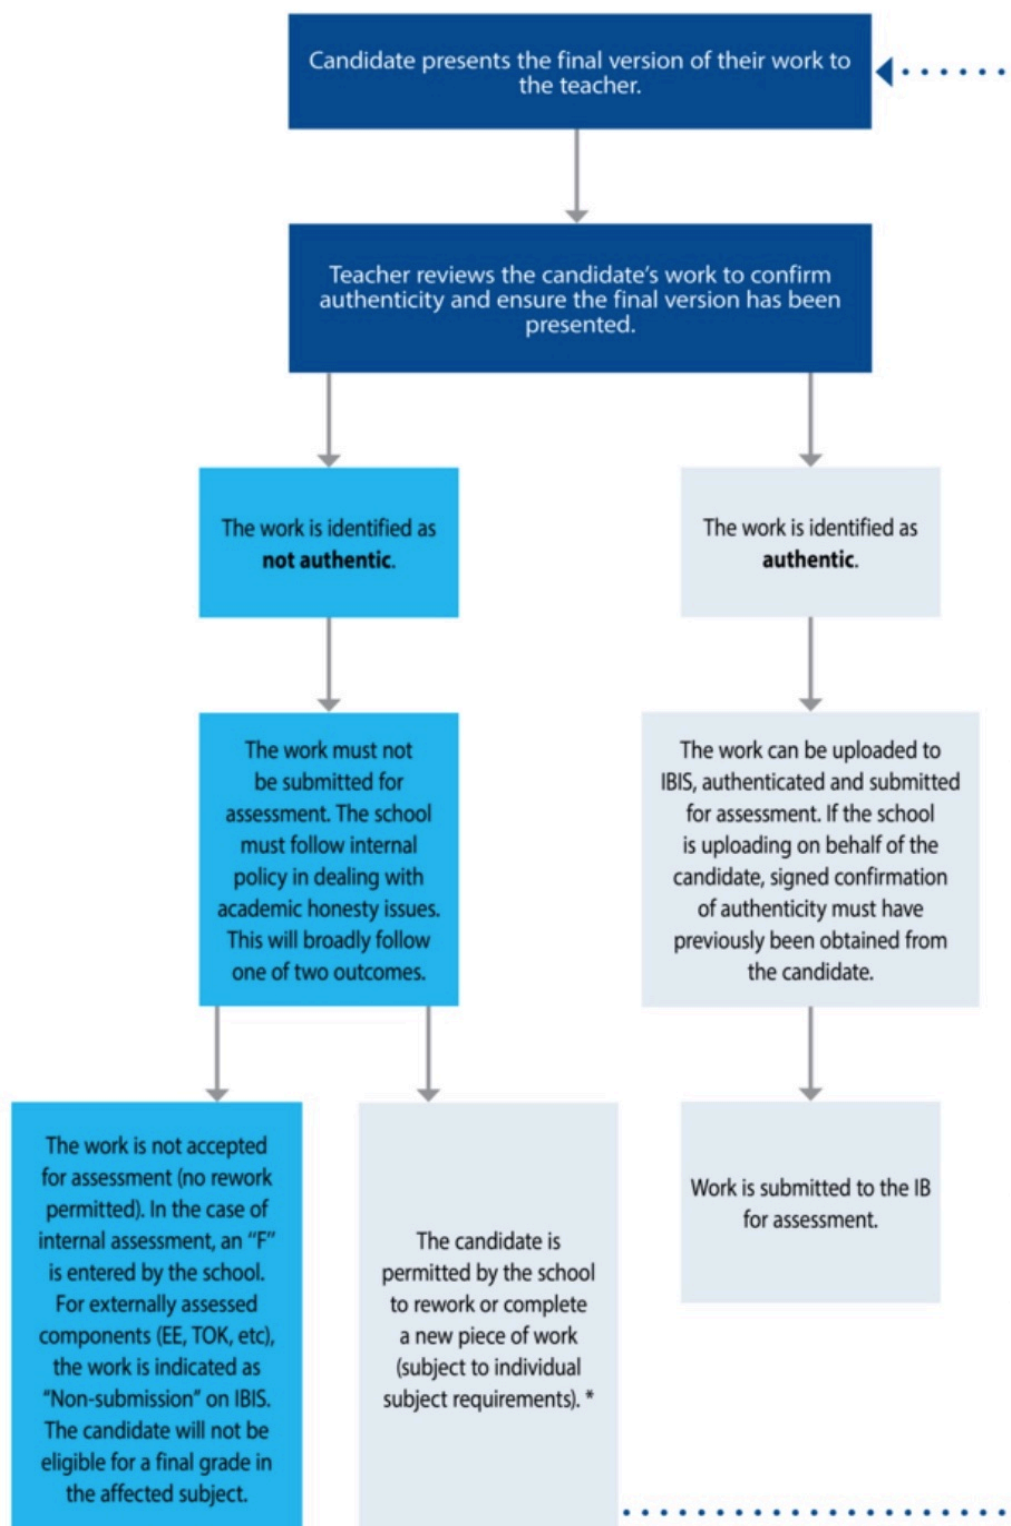 Candidate presents the final version of their work to
the teacher.
Teacher reviews the candidate's work to confirm
authenticity and ensure the final version has been
presented.
The work is identified as
not authentic.
The work is identified as
authentic.
The work must not
be submitted for
assessment. The school
must follow internal
policy in dealing with
academic honesty issues.
This will broadly follow
one of two outcomes.
The work can be uploaded to
IBIS, authenticated and submitted
for assessment. If the school
is uploading on behalf of the
candidate, signed confirmation
of authenticity must have
previously been obtained from
the candidate.
The work is not accepted
for assessment (no rework
permitted). In the case of
internal assessment, an “F”
is entered by the school.
For externally assessed
components (EE, TOK, etc),
the work is indicated as
“Non-submission” on IBIS.
The candidate will not be
eligible for a final grade in
the affected subject.
The candidate is
permitted by the school
to rework or complete
a new piece of work
(subject to individual
subject requirements). *
Work is submitted to the IB
for assessment.